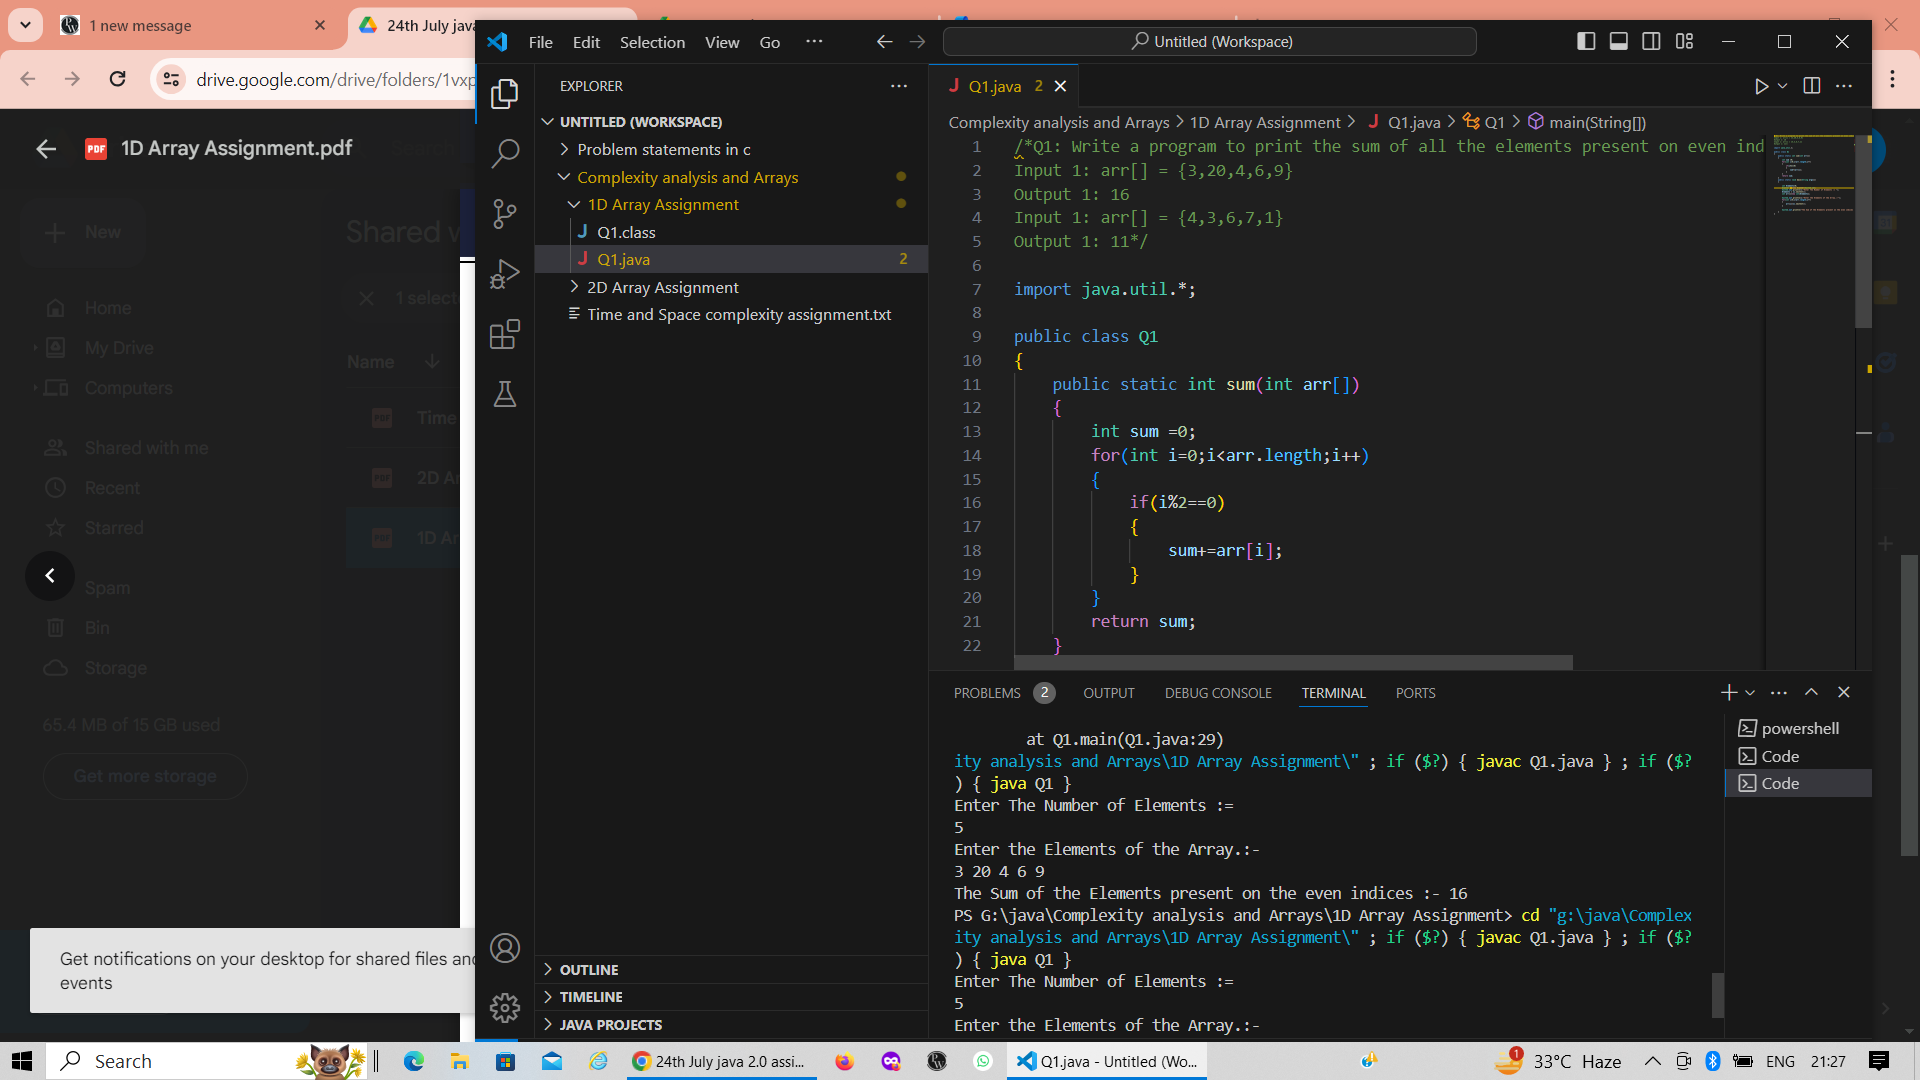 1 new message
24th July java
drive.google.com/drive/folders/1vxp
PDF
1D Array Assignment.pdf
New
Shared w
Home
1 select
My Drive
Name
Computers
Time
Shared with me
2D Ar
Recent
Starred
1D Ar
Spam
Bin
Storage
65.4 MB of 15 GB used
Get more storage
Get notifications on your desktop for shared files and
events
File Edit Selection View Go ...
Untitled (Workspace)
EXPLORER
UNTITLED (WORKSPACE)
Problem statements in c
Complexity analysis and Arrays
1D Array Assignment
J Q1.class
J Q1.java 2
2D Array Assignment
Time and Space complexity assignment.txt
OUTLINE
TIMELINE
JAVA PROJECTS
J Q1.java 2
Complexity analysis and Arrays > 1D Array Assignment > J Q1.java > Q1 > main(String[])
1 /*Q1: Write a program to print the sum of all the elements present on even ind
2 Input 1: arr[] = {3,20,4,6,9}
3 Output 1: 16
4 Input 1: arr[] = {4,3,6,7,1}
5 Output 1: 11*/
6
7 import java.util.*;
8
9 public class Q1
10 {
11 public static int sum(int arr[])
12 {
13 int sum =0;
14 for(int i=0;i<arr.length;i++)
15 {
16 if(i%2==0)
17 {
18 sum+=arr[i];
19 }
20 }
21 return sum;
22 }
PROBLEMS 2 OUTPUT DEBUG CONSOLE TERMINAL PORTS
at Q1.main(Q1.java:29)
ity analysis and Arrays\1D Array Assignment\" ; if ($?) { javac Q1.java } ; if ($?
) { java Q1 }
Enter The Number of Elements :=
5
Enter the Elements of the Array.:-
3 20 4 6 9
The Sum of the Elements present on the even indices :- 16
PS G:\java\Complexity analysis and Arrays\1D Array Assignment> cd "g:\java\Complex
ity analysis and Arrays\1D Array Assignment\" ; if ($?) { javac Q1.java } ; if ($?
) { java Q1 }
Enter The Number of Elements :=
5
Enter the Elements of the Array.:-
powershell
Code
Code
Search
24th July java 2.0 assi...
Q1.java - Untitled (Wo...
1
33°C Haze
ENG
21:27